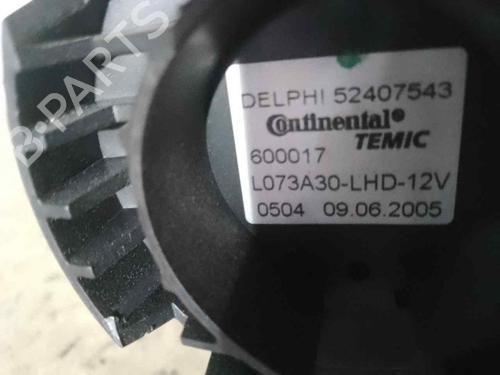 B-PARTS
DELPHI 52407543
Continental®
TEMIC
600017
L073A30-LHD-12V
0504 09.06.2005